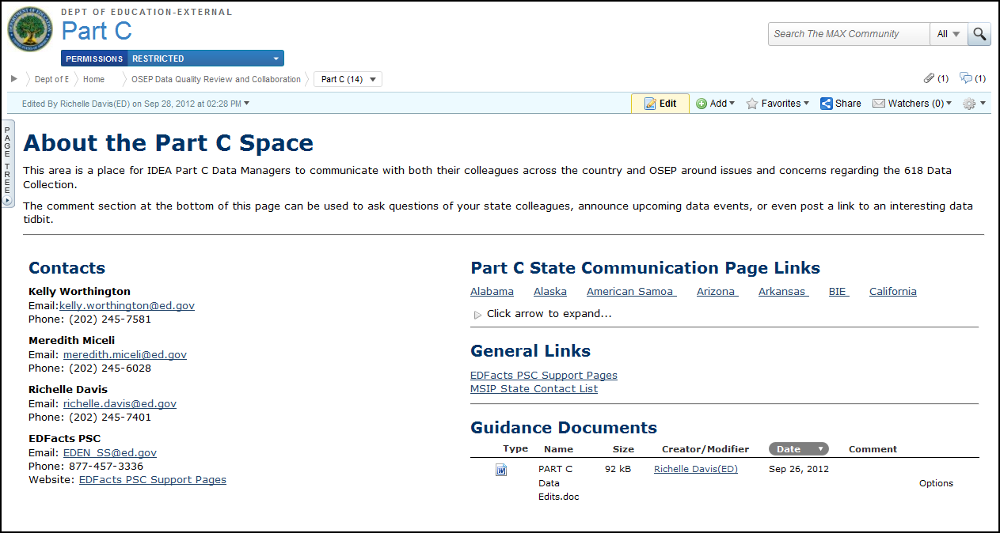 DEPT OF EDUCATION-EXTERNAL
Part C
Search The MAX Community
All
PERMISSIONS RESTRICTED
Dept of E
Home
OSEP Data Quality Review and Collaboration
Part C (14)
(1)
(1)
Edited By Richelle Davis(ED) on Sep 28, 2012 at 02:28 PM
Edit
Add
Favorites
Share
Watchers (0)
PAGE TREE
About the Part C Space
This area is a place for IDEA Part C Data Managers to communicate with both their colleagues across the country and OSEP around issues and concerns regarding the 618 Data
Collection.
The comment section at the bottom of this page can be used to ask questions of your state colleagues, announce upcoming data events, or even post a link to an interesting data
tidbit.
Contacts
Kelly Worthington
Email:kelly.worthington@ed.gov
Phone: (202) 245-7581
Meredith Miceli
Email: meredith.miceli@ed.gov
Phone: (202) 245-6028
Richelle Davis
Email: richelle.davis@ed.gov
Phone: (202) 245-7401
EDFacts PSC
Email: EDEN_SS@ed.gov
Phone: 877-457-3336
Website: EDFacts PSC Support Pages
Part C State Communication Page Links
Alabama Alaska American Samoa Arizona Arkansas BIE California
Click arrow to expand...
General Links
EDFacts PSC Support Pages
MSIP State Contact List
Guidance Documents
Type Name Size Creator/Modifier Date Comment
PART C 92 kB Richelle Davis(ED) Sep 26, 2012
Data Options
Edits.doc